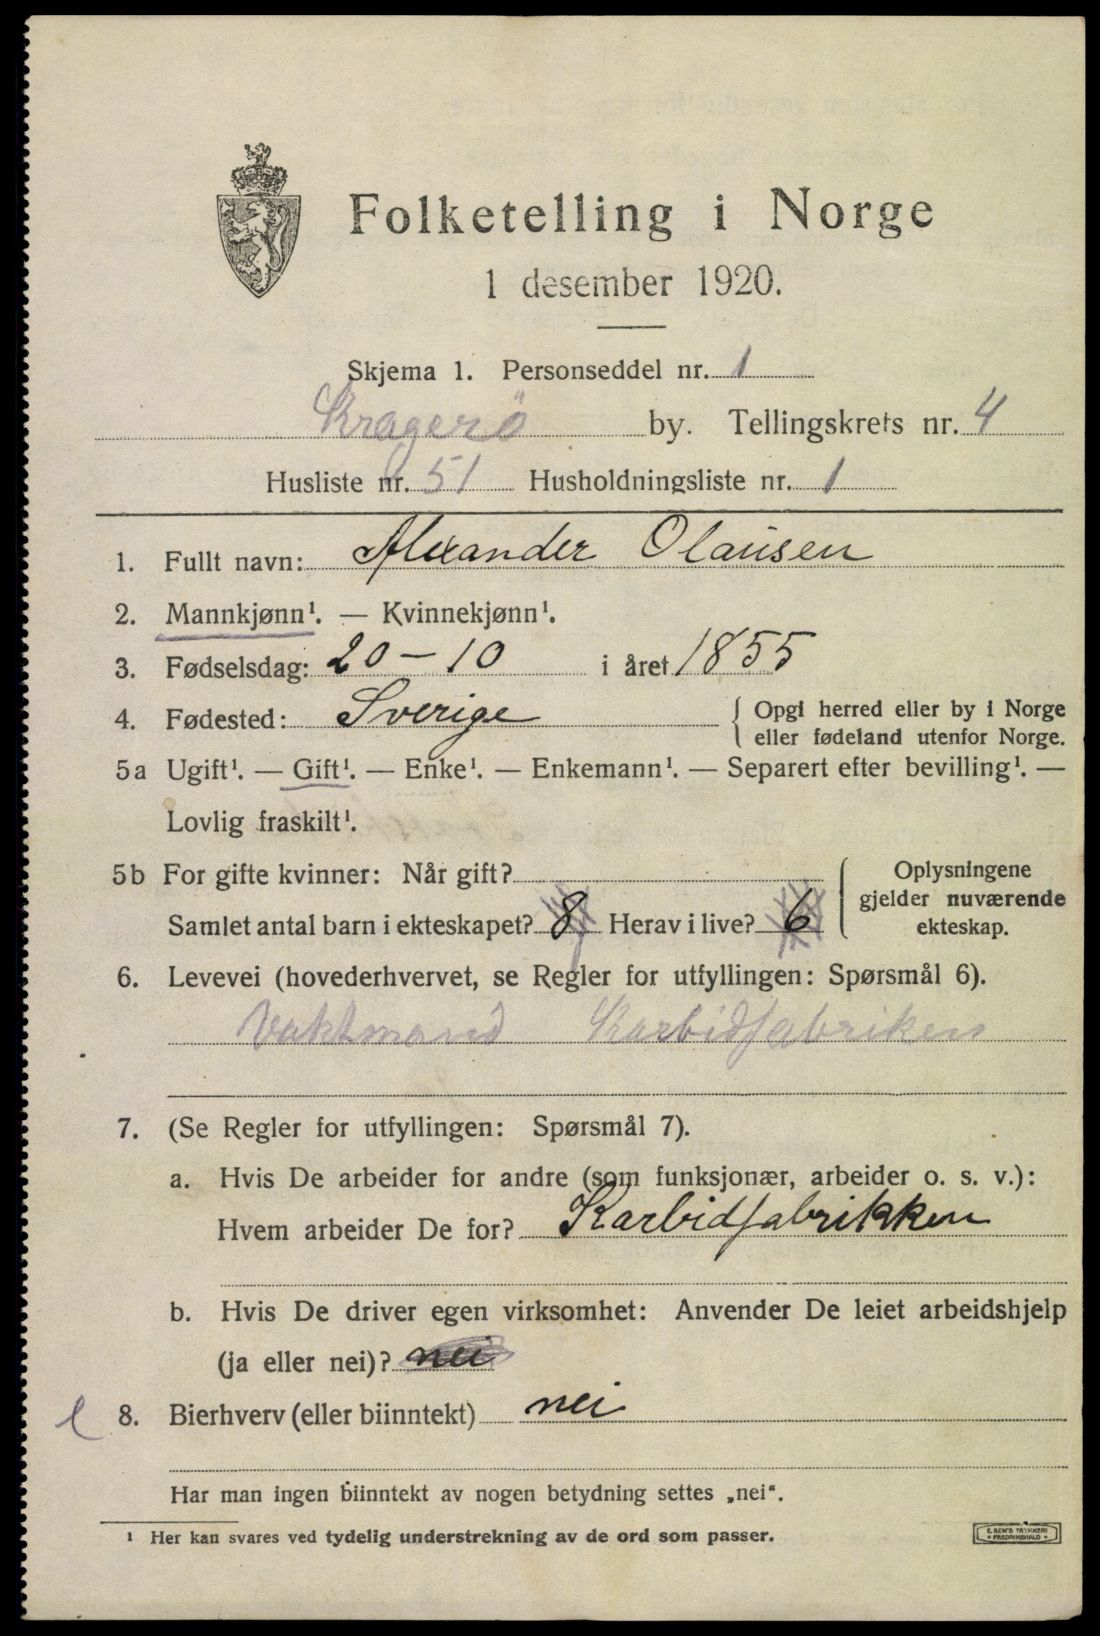 Folketelling i Norge
1 desember 1920.
Skjema 1. Personseddel nr. 1
Kragerö by. Tellingskrets nr. 4
Husliste nr. 51 Husholdningsliste nr. 1
1. Fullt navn: Alexander Olausen
2. Mannkjønn¹. — Kvinnekjønn¹.
3. Fødselsdag: 20-10 i året 1855
4. Fødested: Sverige { Opgi herred eller by i Norge
eller fødeland utenfor Norge.
5a Ugift¹. — Gift¹. — Enke¹. — Enkemann¹. — Separert efter bevilling¹. —
Lovlig fraskilt¹.
5b For gifte kvinner: Når gift? { Oplysningene
gjelder nuværende
Samlet antal barn i ekteskapet? 8 Herav i live? 6 ekteskap.
6. Levevei (hovederhvervet, se Regler for utfyllingen: Spørsmål 6).
Vaktmand Karbidfabriken
7. (Se Regler for utfyllingen: Spørsmål 7).
a. Hvis De arbeider for andre (som funksjonær, arbeider o. s. v.):
Hvem arbeider De for? Karbidfabrikken
b. Hvis De driver egen virksomhet: Anvender De leiet arbeidshjelp
(ja eller nei)? nei
8. Bierhverv (eller biinntekt) nei
Har man ingen biinntekt av nogen betydning settes „nei".
¹ Her kan svares ved tydelig understrekning av de ord som passer.
E. SEM'S TRYKKERI
FREDRIKSHALD